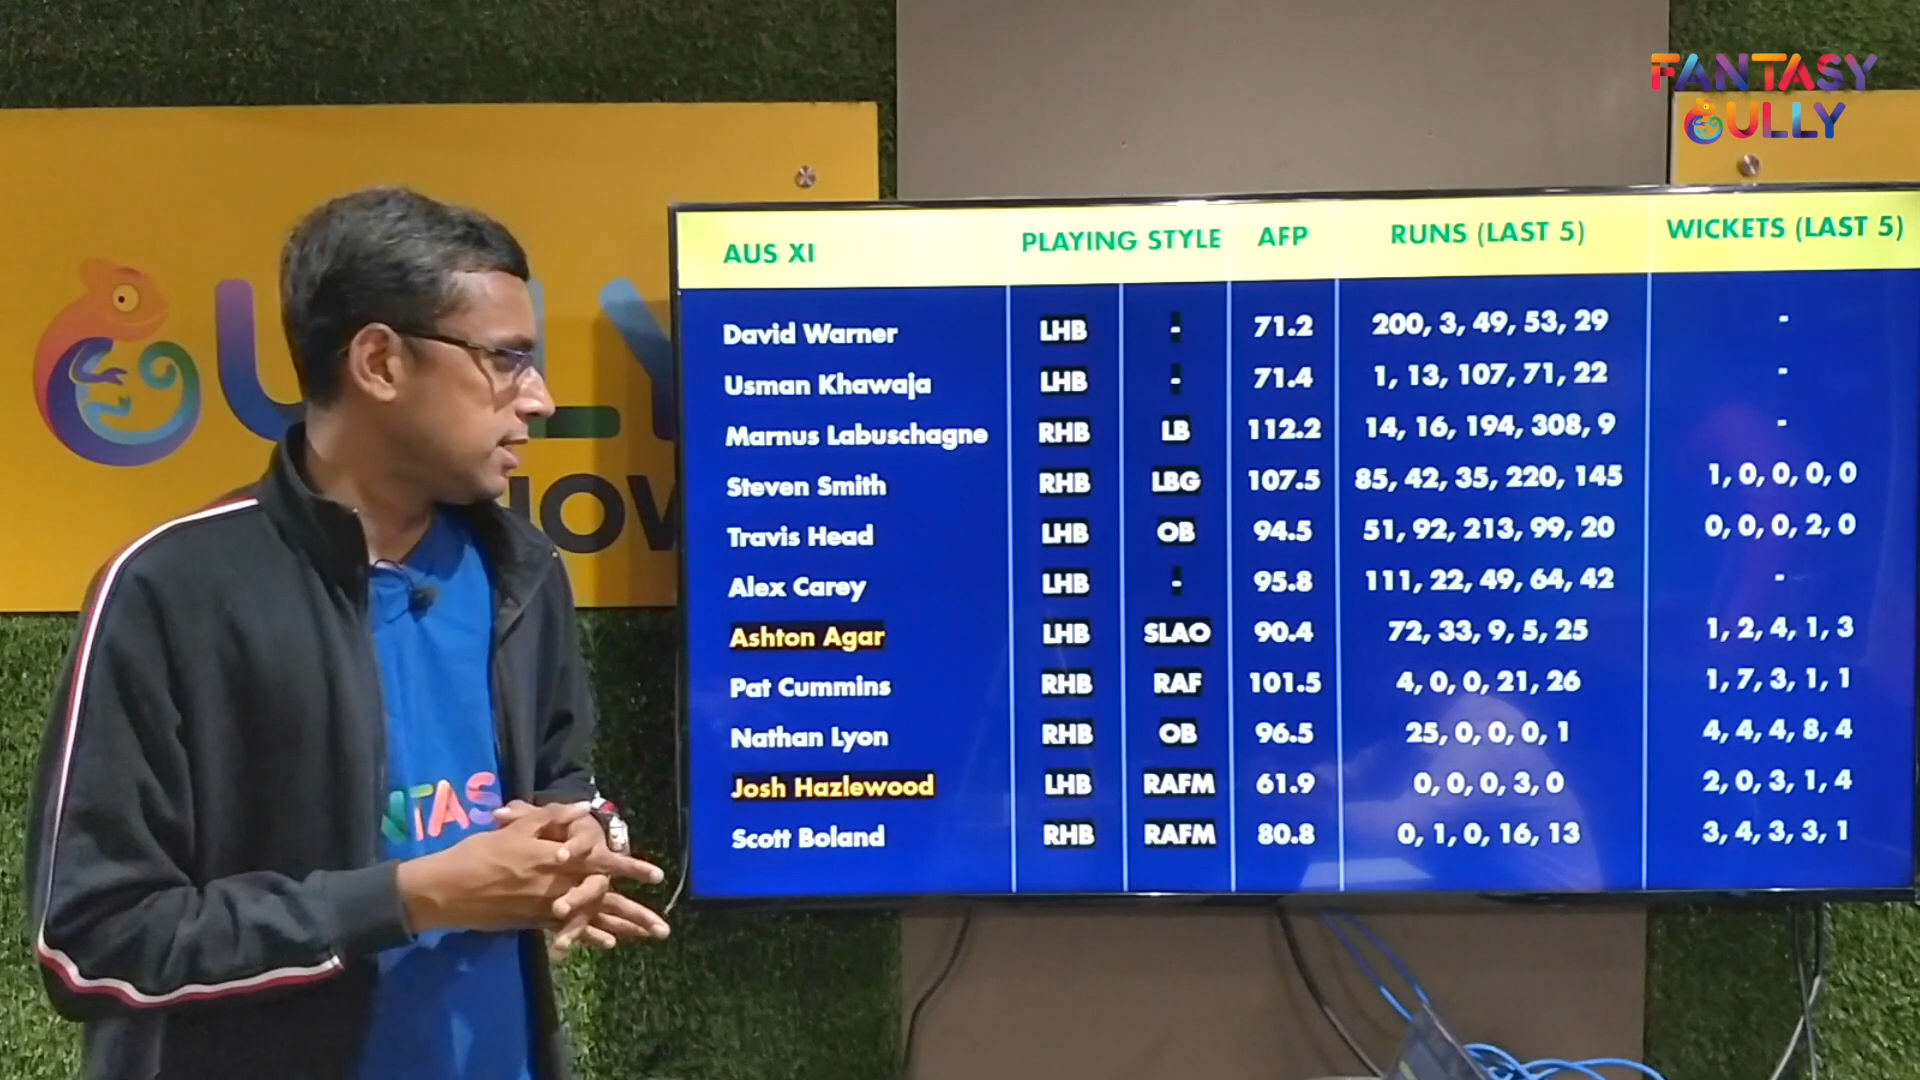 FANTASY
GULLY
AUS XI PLAYING STYLE AFP RUNS (LAST 5) WICKETS (LAST 5)
David Warner LHB - 71.2 200, 3, 49, 53, 29 -
Usman Khawaja LHB - 71.4 1, 13, 107, 71, 22 -
Marnus Labuschagne RHB LB 112.2 14, 16, 194, 308, 9 -
Steven Smith RHB LBG 107.5 85, 42, 35, 220, 145 1, 0, 0, 0, 0
Travis Head LHB OB 94.5 51, 92, 213, 99, 20 0, 0, 0, 2, 0
Alex Carey LHB - 95.8 111, 22, 49, 64, 42 -
Ashton Agar LHB SLAO 90.4 72, 33, 9, 5, 25 1, 2, 4, 1, 3
Pat Cummins RHB RAF 101.5 4, 0, 0, 21, 26 1, 7, 3, 1, 1
Nathan Lyon RHB OB 96.5 25, 0, 0, 0, 1 4, 4, 4, 8, 4
Josh Hazlewood LHB RAFM 61.9 0, 0, 0, 3, 0 2, 0, 3, 1, 4
Scott Boland RHB RAFM 80.8 0, 1, 0, 16, 13 3, 4, 3, 3, 1